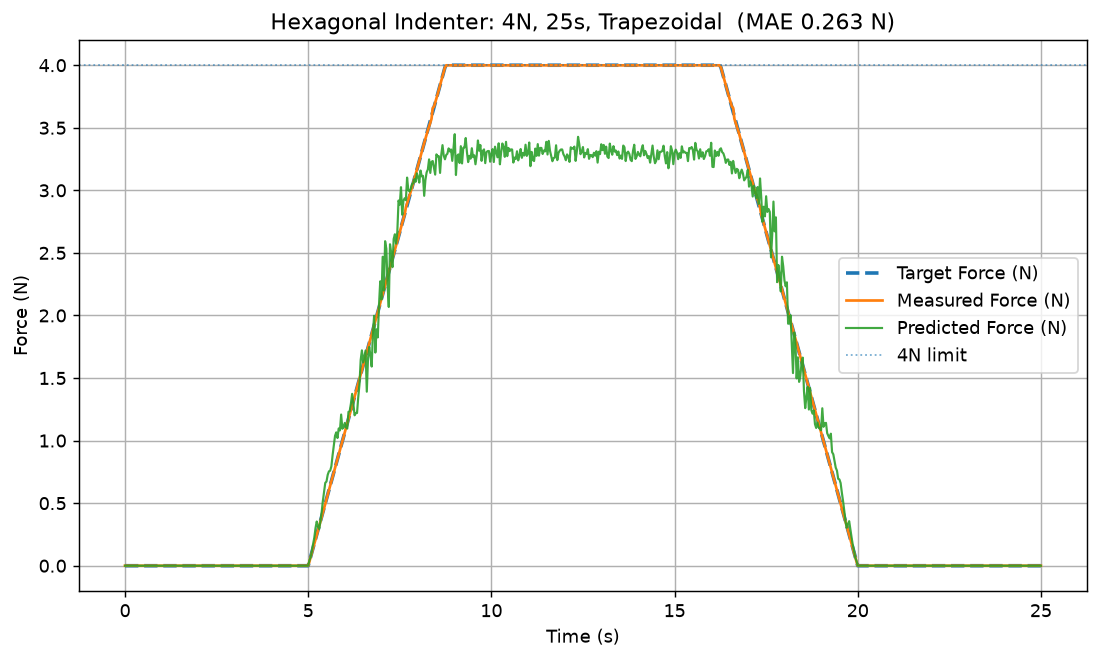 Hexagonal Indenter: 4N, 25s, Trapezoidal  (MAE 0.263 N)
4.0
3.5
3.0
2.5
2.0
1.5
1.0
0.5
0.0
Force (N)
Target Force (N)
Measured Force (N)
Predicted Force (N)
4N limit
0 5 10 15 20 25
Time (s)